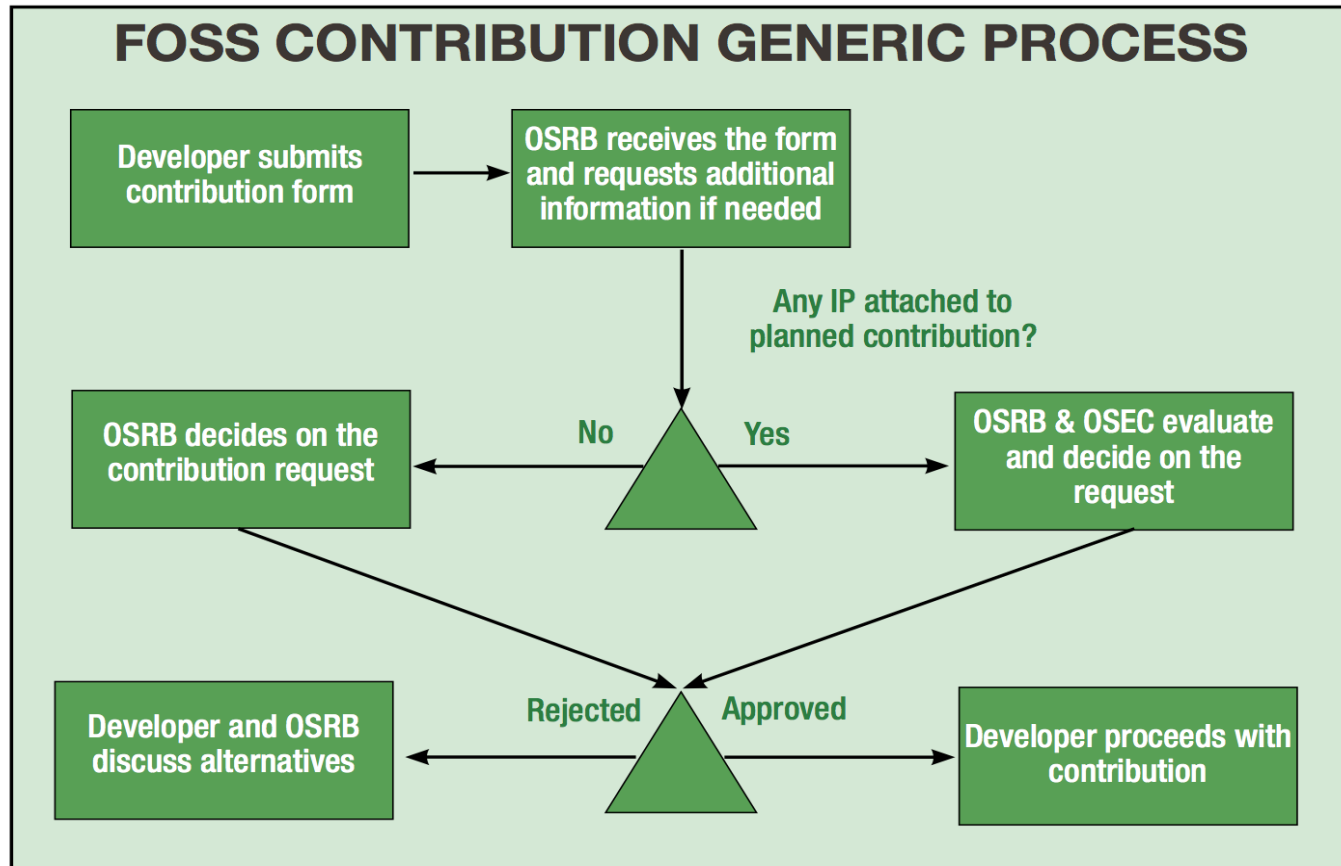 FOSS CONTRIBUTION GENERIC PROCESS
Developer submits
contribution form
OSRB receives the form
and requests additional
information if needed
Any IP attached to
planned contribution?
No
Yes
OSRB decides on the
contribution request
OSRB & OSEC evaluate
and decide on the
request
Rejected
Approved
Developer and OSRB
discuss alternatives
Developer proceeds with
contribution